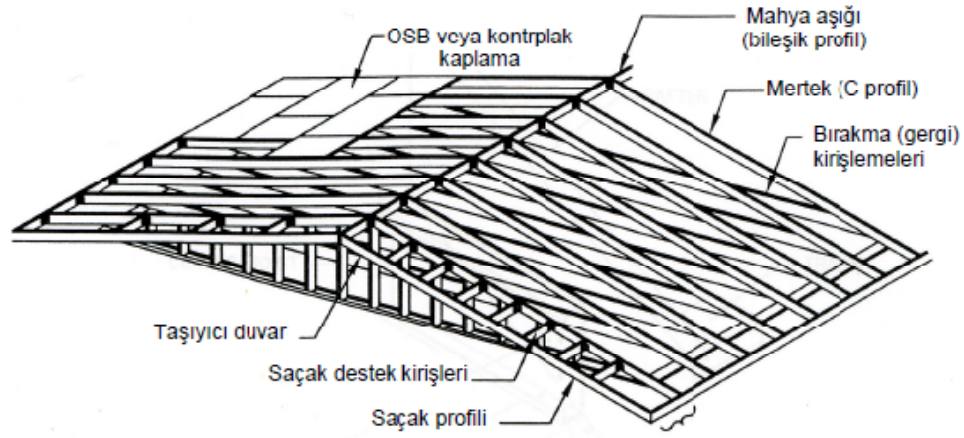 OSB veya kontrplak
kaplama
Mahya aşığı
(bileşik profil)
Mertek (C profil)
Bırakma (gergi)
kirişlemeleri
Taşıyıcı duvar
Saçak destek kirişleri
Saçak profili